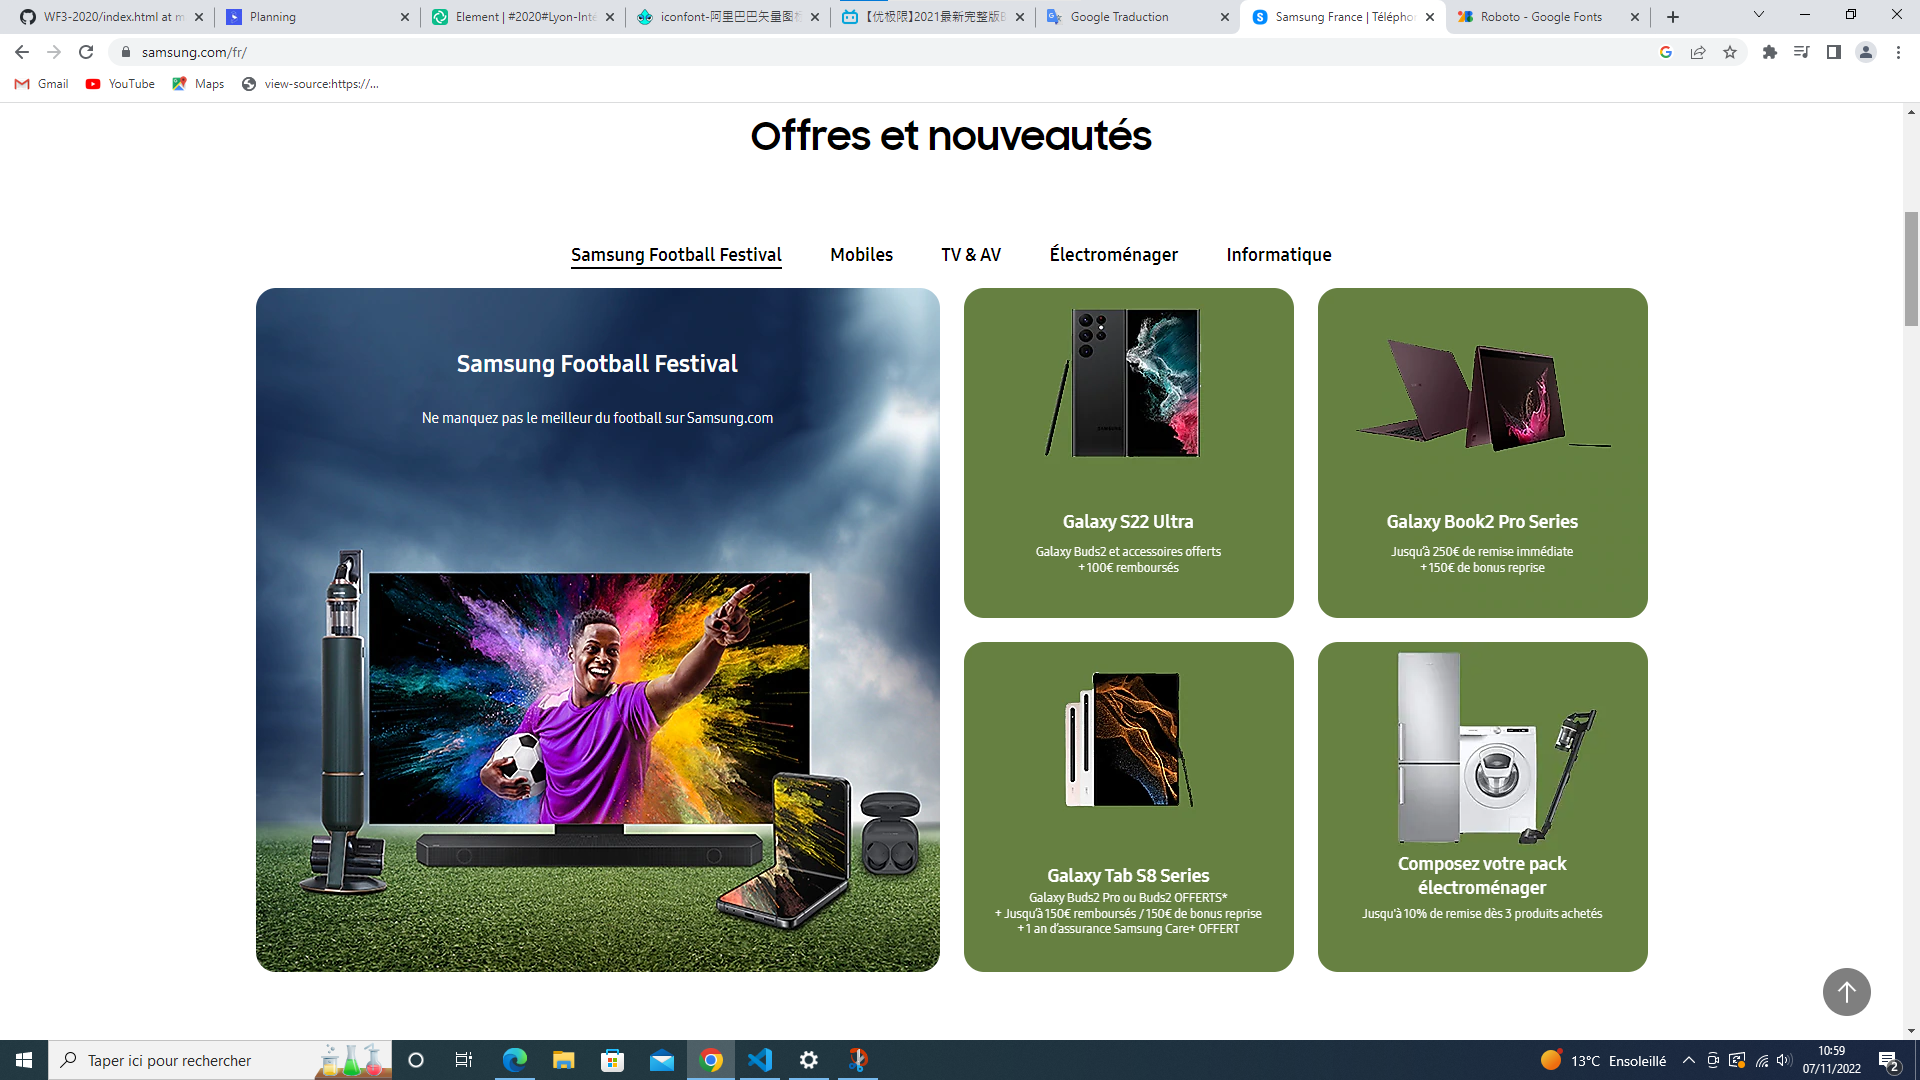 WF3-2020/index.html at m
Planning
Element | #2020#Lyon-Inte
iconfont-阿里巴巴矢量图标
【优极限】2021最新完整版B
Google Traduction
Samsung France | Télépho
Roboto - Google Fonts
samsung.com/fr/
Gmail
YouTube
Maps
view-source:https://...
Offres et nouveautés
Samsung Football Festival
Mobiles
TV & AV
Électroménager
Informatique
Samsung Football Festival
Ne manquez pas le meilleur du football sur Samsung.com
Galaxy S22 Ultra
Galaxy Buds2 et accessoires offerts
+ 100€ remboursés
Galaxy Book2 Pro Series
Jusqu'à 250€ de remise immédiate
+ 150€ de bonus reprise
Galaxy Tab S8 Series
Galaxy Buds2 Pro ou Buds2 OFFERTS*
+ Jusqu'à 150€ remboursés / 150€ de bonus reprise
+ 1 an d'assurance Samsung Care+ OFFERT
Composez votre pack
électroménager
Jusqu'à 10% de remise dès 3 produits achetés
Taper ici pour rechercher
13°C Ensoleillé
10:59
07/11/2022
2